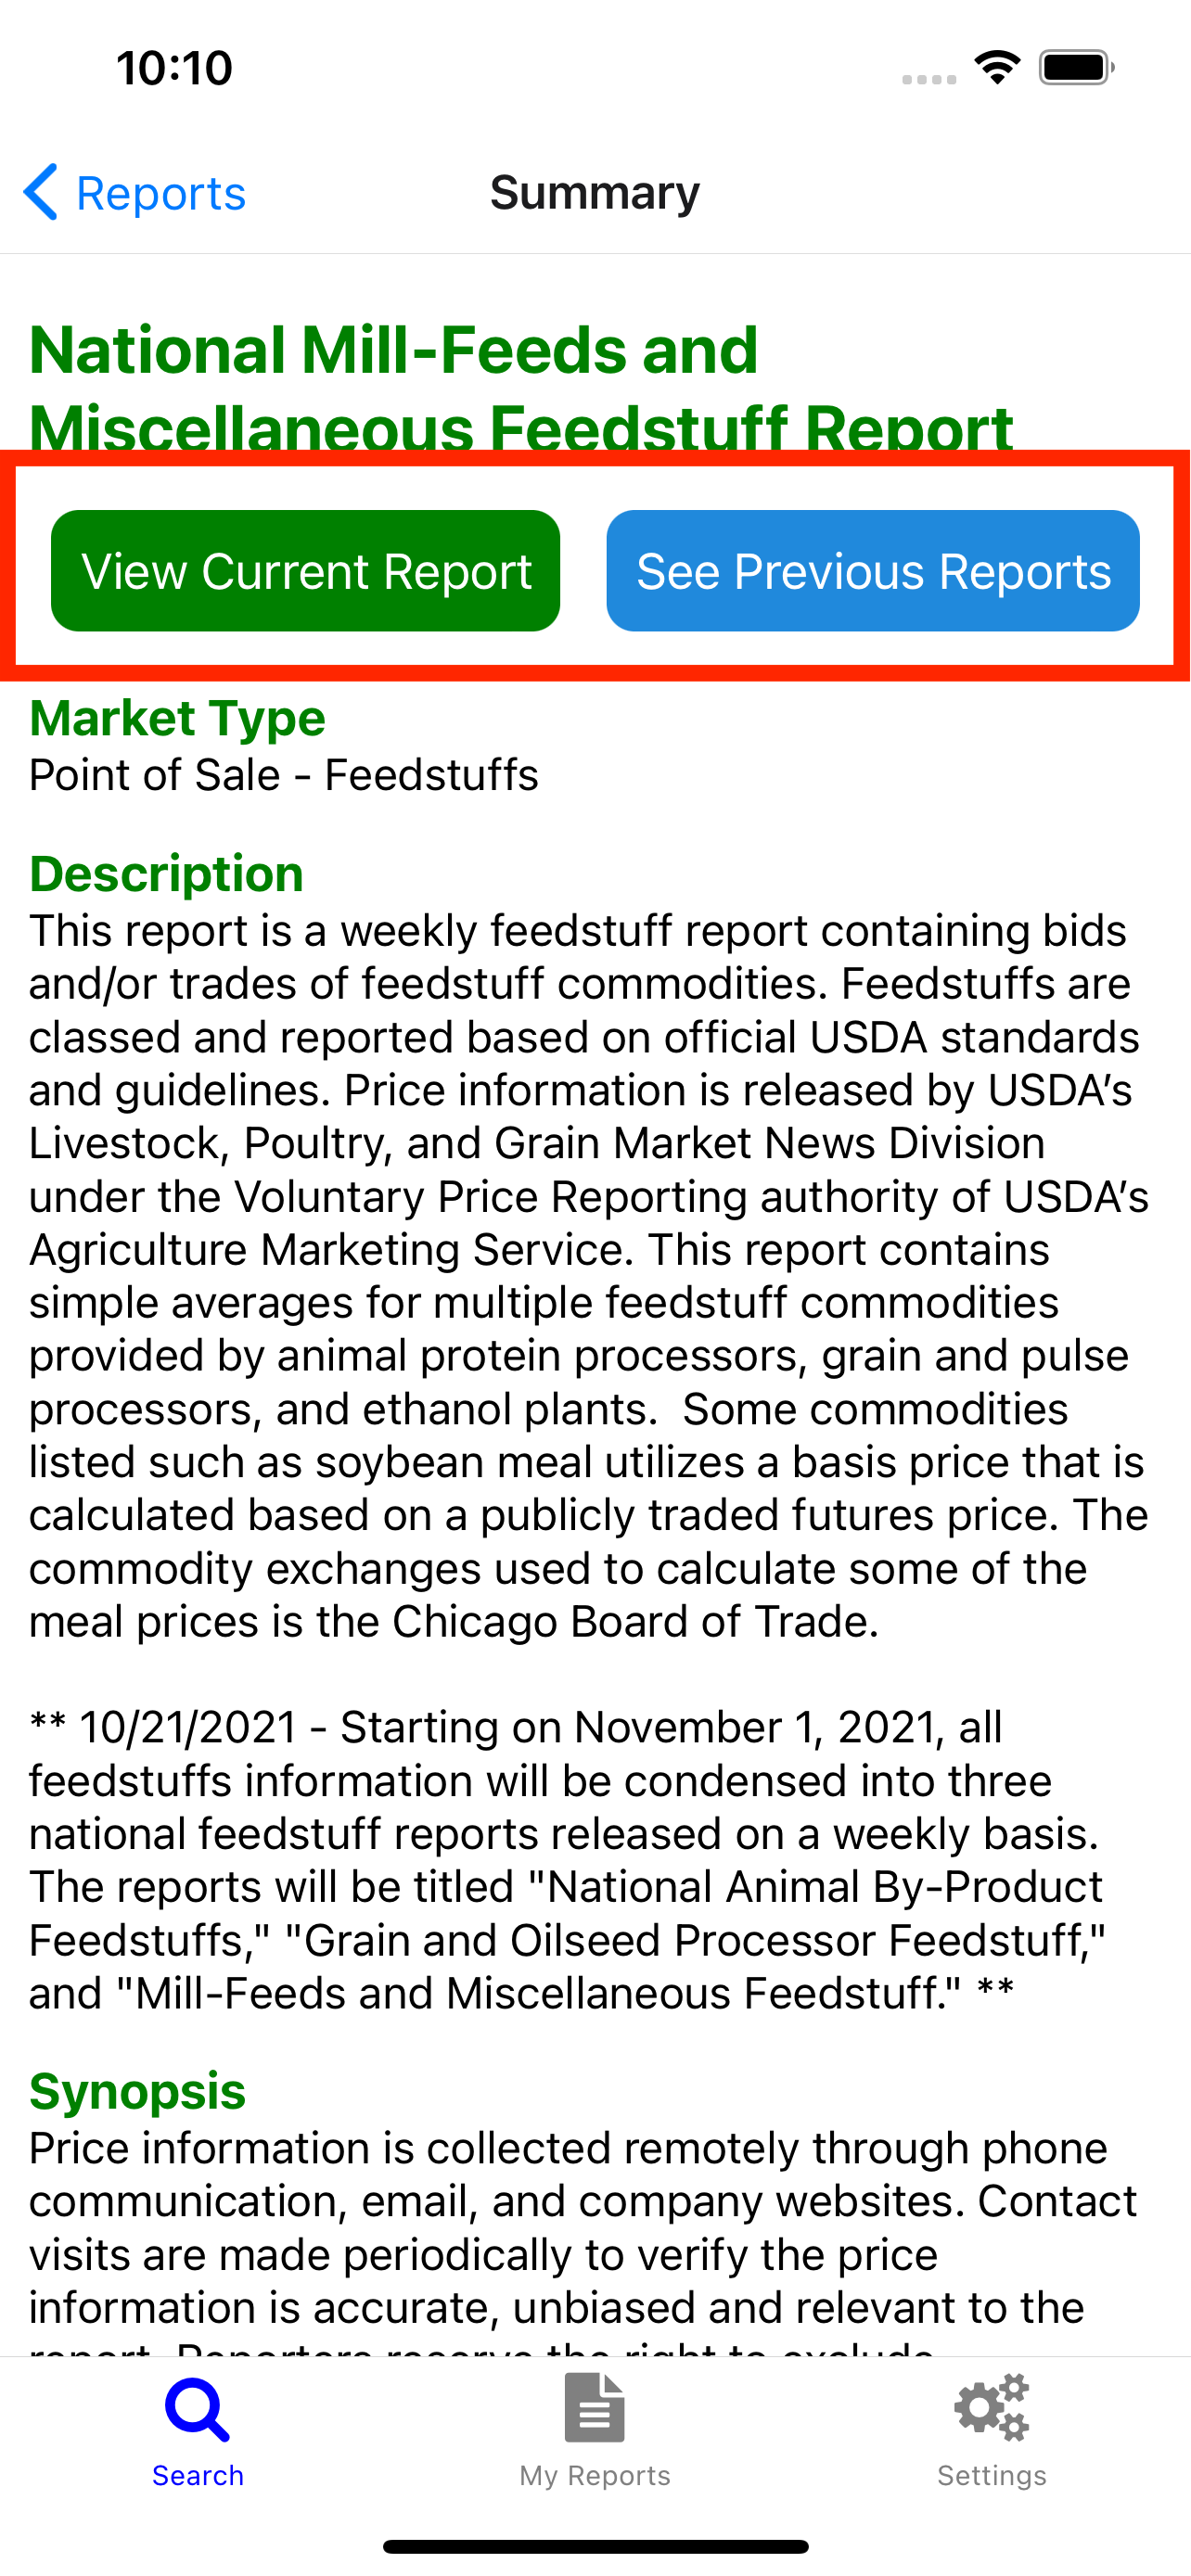 10:10
Reports
Summary
National Mill-Feeds and
Miscellaneous Feedstuff Report
View Current Report
See Previous Reports
Market Type
Point of Sale - Feedstuffs
Description
This report is a weekly feedstuff report containing bids
and/or trades of feedstuff commodities. Feedstuffs are
classed and reported based on official USDA standards
and guidelines. Price information is released by USDA’s
Livestock, Poultry, and Grain Market News Division
under the Voluntary Price Reporting authority of USDA’s
Agriculture Marketing Service. This report contains
simple averages for multiple feedstuff commodities
provided by animal protein processors, grain and pulse
processors, and ethanol plants.  Some commodities
listed such as soybean meal utilizes a basis price that is
calculated based on a publicly traded futures price. The
commodity exchanges used to calculate some of the
meal prices is the Chicago Board of Trade.
** 10/21/2021 - Starting on November 1, 2021, all
feedstuffs information will be condensed into three
national feedstuff reports released on a weekly basis.
The reports will be titled "National Animal By-Product
Feedstuffs," "Grain and Oilseed Processor Feedstuff,"
and "Mill-Feeds and Miscellaneous Feedstuff." **
Synopsis
Price information is collected remotely through phone
communication, email, and company websites. Contact
visits are made periodically to verify the price
information is accurate, unbiased and relevant to the
report. Reporters reserve the right to exclude
Search
My Reports
Settings